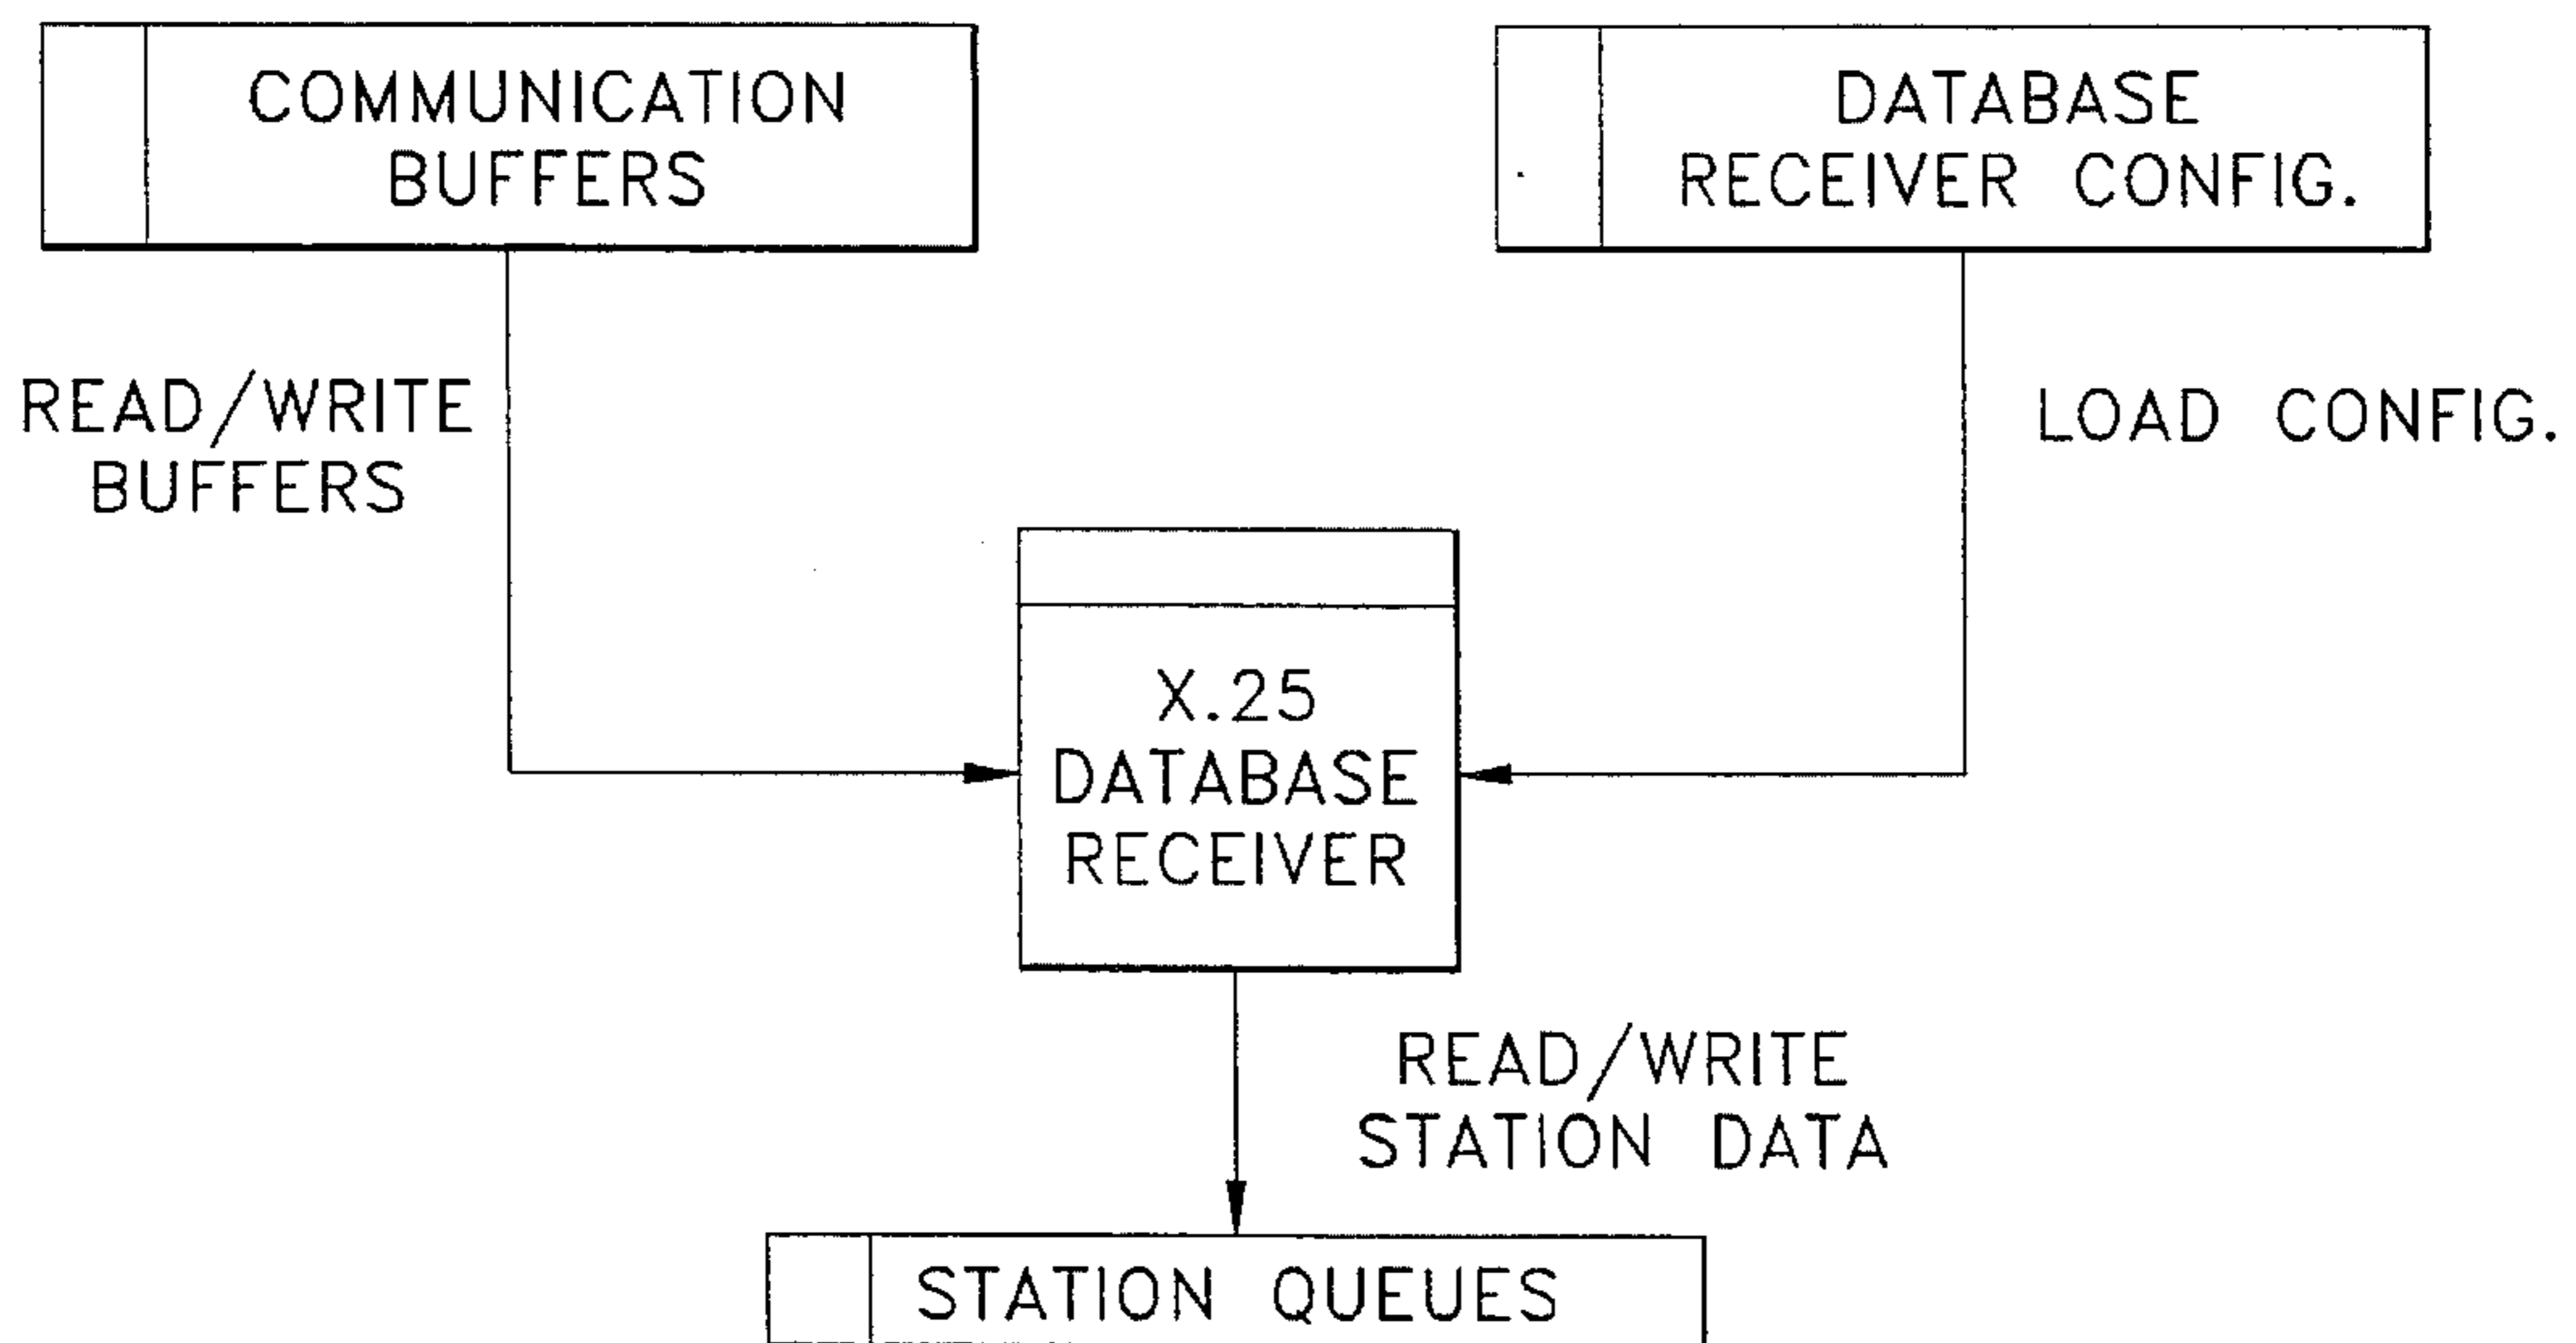 COMMUNICATION
BUFFERS
DATABASE
RECEIVER CONFIG.
READ/WRITE
BUFFERS
LOAD CONFIG.
X.25
DATABASE
RECEIVER
READ/WRITE
STATION DATA
STATION QUEUES